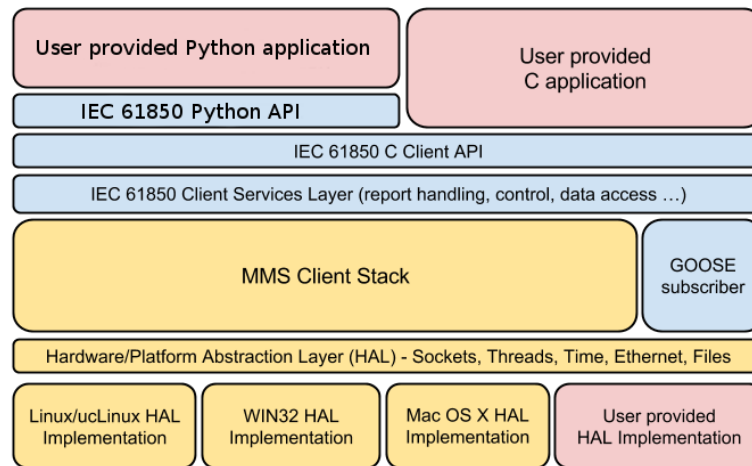 User provided Python application
User provided
C application
IEC 61850 Python API
IEC 61850 C Client API
IEC 61850 Client Services Layer (report handling, control, data access ...)
MMS Client Stack
GOOSE
subscriber
Hardware/Platform Abstraction Layer (HAL) - Sockets, Threads, Time, Ethernet, Files
Linux/ucLinux HAL
Implementation
WIN32 HAL
Implementation
Mac OS X HAL
Implementation
User provided
HAL Implementation